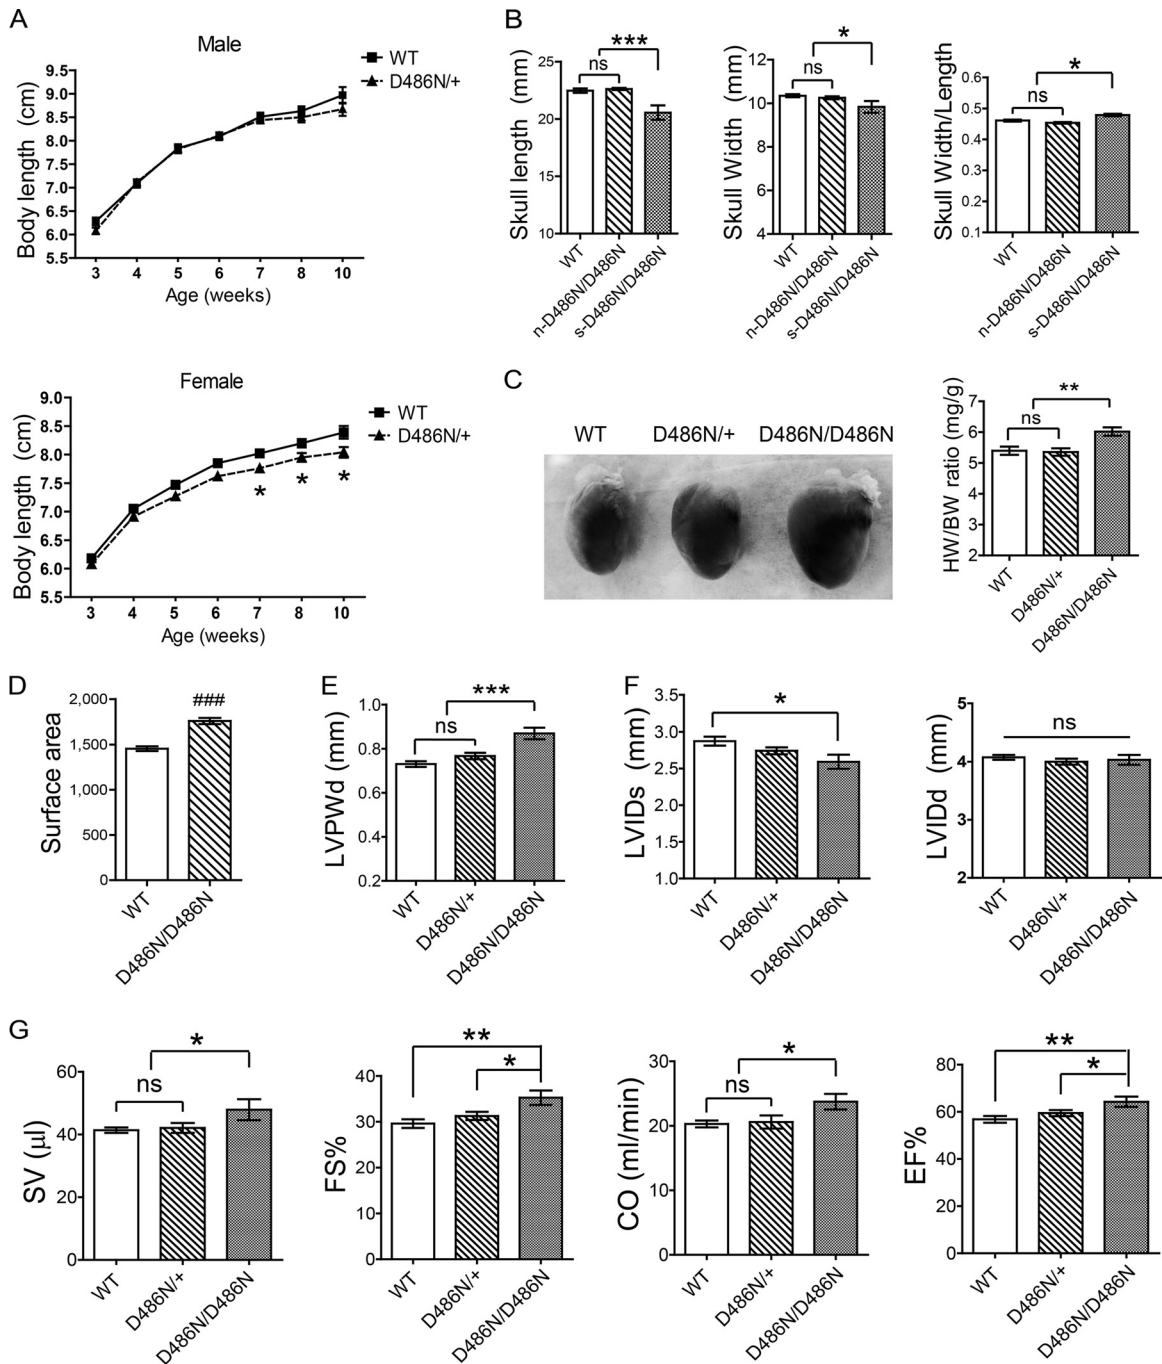 A
Male
WT
D486N/+
Body length (cm)
9.5
9.0
8.5
8.0
7.5
7.0
6.5
6.0
5.5
3 4 5 6 7 8 10
Age (weeks)
Female
WT
D486N/+
Body length (cm)
9.0
8.5
8.0
7.5
7.0
6.5
6.0
5.5
* * *
3 4 5 6 7 8 10
Age (weeks)
B
Skull length (mm)
25
20
15
10
ns
***
WT
n-D486N/D486N
s-D486N/D486N
Skull Width (mm)
12
10
8
6
4
ns
*
WT
n-D486N/D486N
s-D486N/D486N
Skull Width/Length
0.6
0.5
0.4
0.3
0.2
0.1
ns
*
WT
n-D486N/D486N
s-D486N/D486N
C
WT D486N/+ D486N/D486N
HW/BW ratio (mg/g)
7
6
5
4
3
2
ns
**
WT
D486N/+
D486N/D486N
D
Surface area
2,000
1,500
1,000
500
0
###
WT
D486N/D486N
E
LVPWd (mm)
1.0
0.8
0.6
0.4
0.2
ns
***
WT
D486N/+
D486N/D486N
F
LVIDs (mm)
3.5
3.0
2.5
2.0
1.5
1.0
*
WT
D486N/+
D486N/D486N
LVIDd (mm)
5
4
3
2
ns
WT
D486N/+
D486N/D486N
G
SV (µl)
60
40
20
0
ns
*
WT
D486N/+
D486N/D486N
FS%
40
30
20
10
0
**
*
WT
D486N/+
D486N/D486N
CO (ml/min)
30
20
10
0
ns
*
WT
D486N/+
D486N/D486N
EF%
80
60
40
20
0
**
*
WT
D486N/+
D486N/D486N